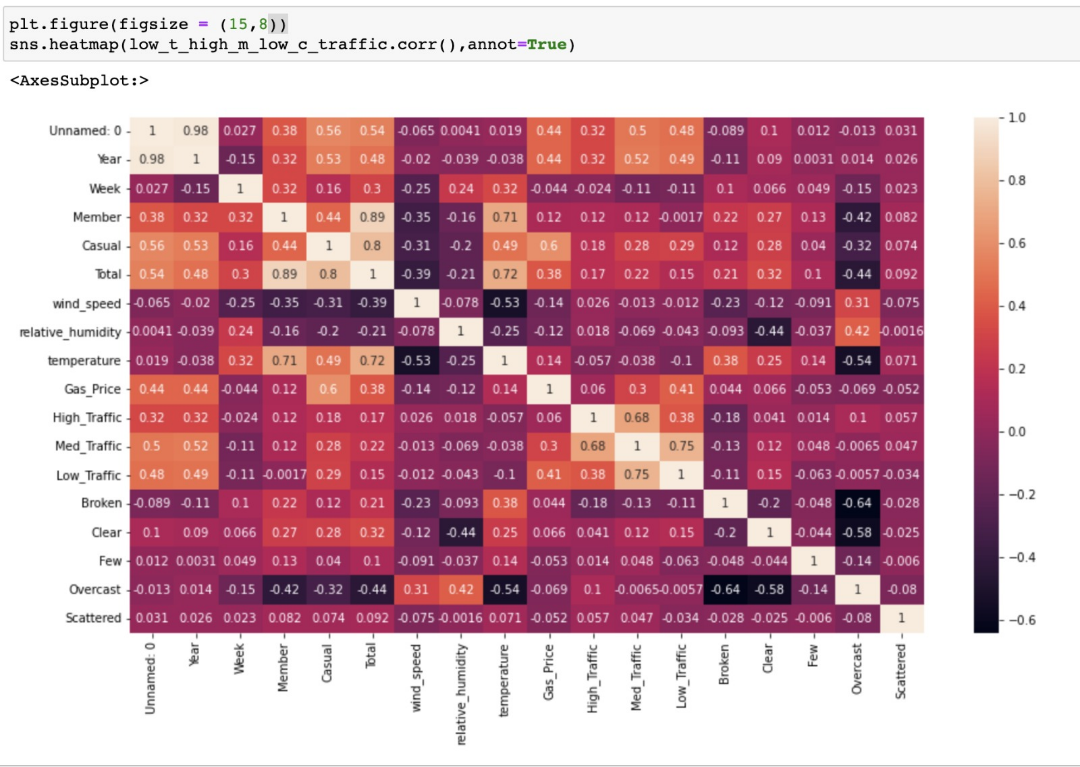 plt.figure(figsize = (15,8))
sns.heatmap(low_t_high_m_low_c_traffic.corr(),annot=True)
<AxesSubplot:>
Unnamed: 0 1 0.98 0.027 0.38 0.56 0.54 -0.065 0.0041 0.019 0.44 0.32 0.5 0.48 -0.089 0.1 0.012 -0.013 0.031 1.0
Year 0.98 1 -0.15 0.32 0.53 0.48 -0.02 -0.039 -0.038 0.44 0.32 0.52 0.49 -0.11 0.09 0.0031 0.014 0.026
Week 0.027 -0.15 1 0.32 0.16 0.3 -0.25 0.24 0.32 -0.044 -0.024 -0.11 -0.11 0.1 0.066 0.049 -0.15 0.023 0.8
Member 0.38 0.32 0.32 1 0.44 0.89 -0.35 -0.16 0.71 0.12 0.12 0.12 -0.0017 0.22 0.27 0.13 -0.42 0.082
Casual 0.56 0.53 0.16 0.44 1 0.8 -0.31 -0.2 0.49 0.6 0.18 0.28 0.29 0.12 0.28 0.04 -0.32 0.074 0.6
Total 0.54 0.48 0.3 0.89 0.8 1 -0.39 -0.21 0.72 0.38 0.17 0.22 0.15 0.21 0.32 0.1 -0.44 0.092
wind_speed -0.065 -0.02 -0.25 -0.35 -0.31 -0.39 1 -0.078 -0.53 -0.14 0.026 -0.013 -0.012 -0.23 -0.12 -0.091 0.31 -0.075 0.4
relative_humidity 0.0041 -0.039 0.24 -0.16 -0.2 -0.21 -0.078 1 -0.25 -0.12 0.018 -0.069 -0.043 -0.093 -0.44 -0.037 0.42 -0.0016
temperature 0.019 -0.038 0.32 0.71 0.49 0.72 -0.53 -0.25 1 0.14 -0.057 -0.038 -0.1 0.38 0.25 0.14 -0.54 0.071 0.2
Gas_Price 0.44 0.44 -0.044 0.12 0.6 0.38 -0.14 -0.12 0.14 1 0.06 0.3 0.41 0.044 0.066 -0.053 -0.069 -0.052
High_Traffic 0.32 0.32 -0.024 0.12 0.18 0.17 0.026 0.018 -0.057 0.06 1 0.68 0.38 -0.18 0.041 0.014 0.1 0.057 0.0
Med_Traffic 0.5 0.52 -0.11 0.12 0.28 0.22 -0.013 -0.069 -0.038 0.3 0.68 1 0.75 -0.13 0.12 0.048 -0.0065 0.047
Low_Traffic 0.48 0.49 -0.11 -0.0017 0.29 0.15 -0.012 -0.043 -0.1 0.41 0.38 0.75 1 -0.11 0.15 -0.063 -0.0057 -0.034
Broken -0.089 -0.11 0.1 0.22 0.12 0.21 -0.23 -0.093 0.38 0.044 -0.18 -0.13 -0.11 1 -0.2 -0.048 -0.64 -0.028 −0.2
Clear 0.1 0.09 0.066 0.27 0.28 0.32 -0.12 -0.44 0.25 0.066 0.041 0.12 0.15 -0.2 1 -0.044 -0.58 -0.025
Few 0.012 0.0031 0.049 0.13 0.04 0.1 -0.091 -0.037 0.14 -0.053 0.014 0.048 -0.063 -0.048 -0.044 1 -0.14 -0.006 −0.4
Overcast -0.013 0.014 -0.15 -0.42 -0.32 -0.44 0.31 0.42 -0.54 -0.069 0.1 -0.0065 -0.0057 -0.64 -0.58 -0.14 1 -0.08
Scattered 0.031 0.026 0.023 0.082 0.074 0.092 -0.075 -0.0016 0.071 -0.052 0.057 0.047 -0.034 -0.028 -0.025 -0.006 -0.08 1 −0.6
Unnamed: 0 Year Week Member Casual Total wind_speed relative_humidity temperature Gas_Price High_Traffic Med_Traffic Low_Traffic Broken Clear Few Overcast Scattered